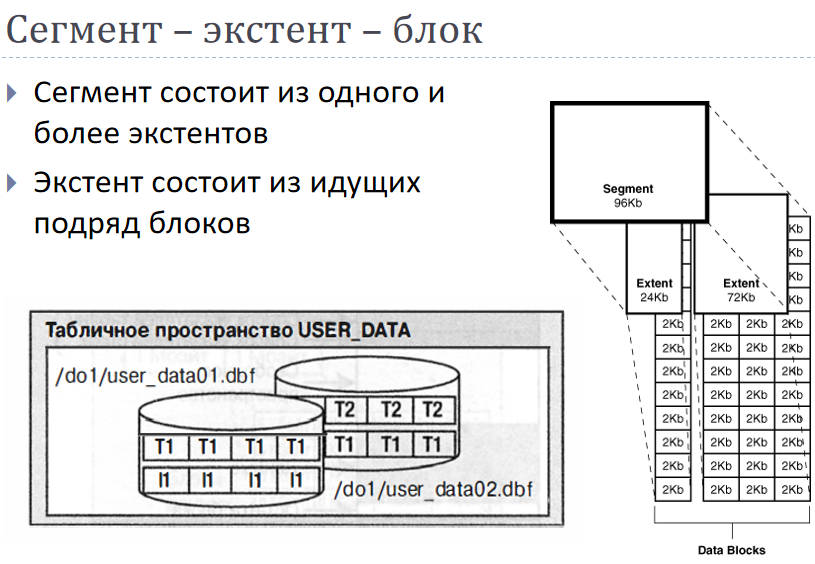 Сегмент – экстент – блок
Сегмент состоит из одного и
более экстентов
Экстент состоит из идущих
подряд блоков
Табличное пространство USER_DATA
/do1/user_data01.dbf
T2 T2 T2
T1 T1 T1
T1 T1 T1 T1
I1 I1 I1 I1
/do1/user_data02.dbf
Segment
96Kb
Extent
24Kb
Extent
72Kb
Kb
Kb
Kb
Kb
2Kb 2Kb 2Kb 2Kb
2Kb 2Kb 2Kb 2Kb
2Kb 2Kb 2Kb 2Kb
2Kb 2Kb 2Kb 2Kb
2Kb 2Kb 2Kb 2Kb
2Kb 2Kb 2Kb 2Kb
2Kb 2Kb 2Kb 2Kb
2Kb 2Kb 2Kb 2Kb
Data Blocks